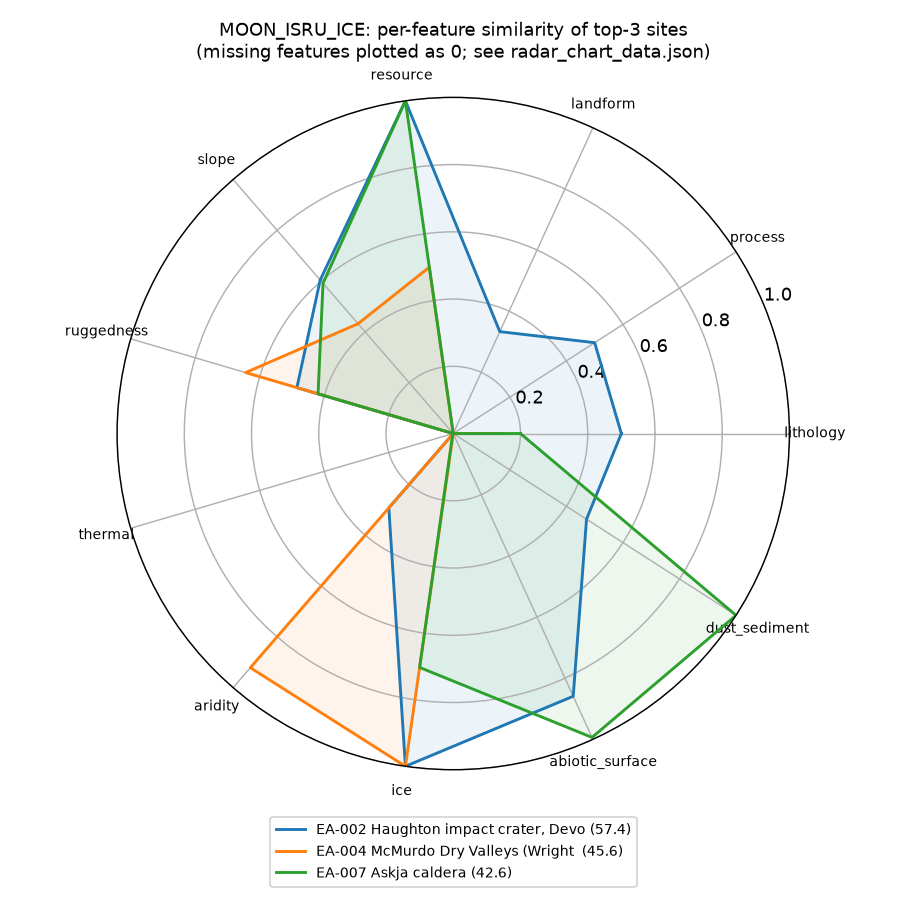 MOON_ISRU_ICE: per-feature similarity of top-3 sites
(missing features plotted as 0; see radar_chart_data.json)
resource
landform
slope
process
1.0
0.8
ruggedness
0.6
0.4
0.2
lithology
thermal
dust_sediment
aridity
abiotic_surface
ice
EA-002 Haughton impact crater, Devo (57.4)
EA-004 McMurdo Dry Valleys (Wright  (45.6)
EA-007 Askja caldera (42.6)